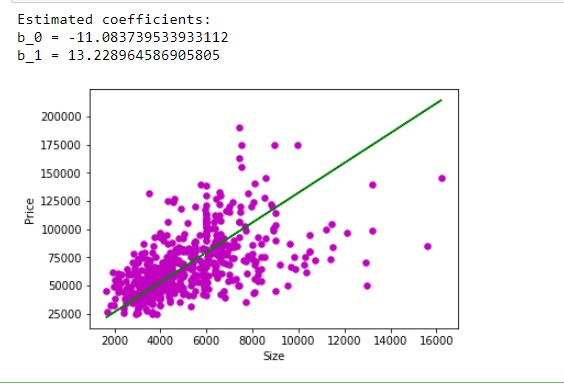 Estimated coefficients:
b_0 = -11.083739533933112
b_1 = 13.228964586905805
200000
175000
150000
125000
100000
75000
50000
25000
Price
2000 4000 6000 8000 10000 12000 14000 16000
Size